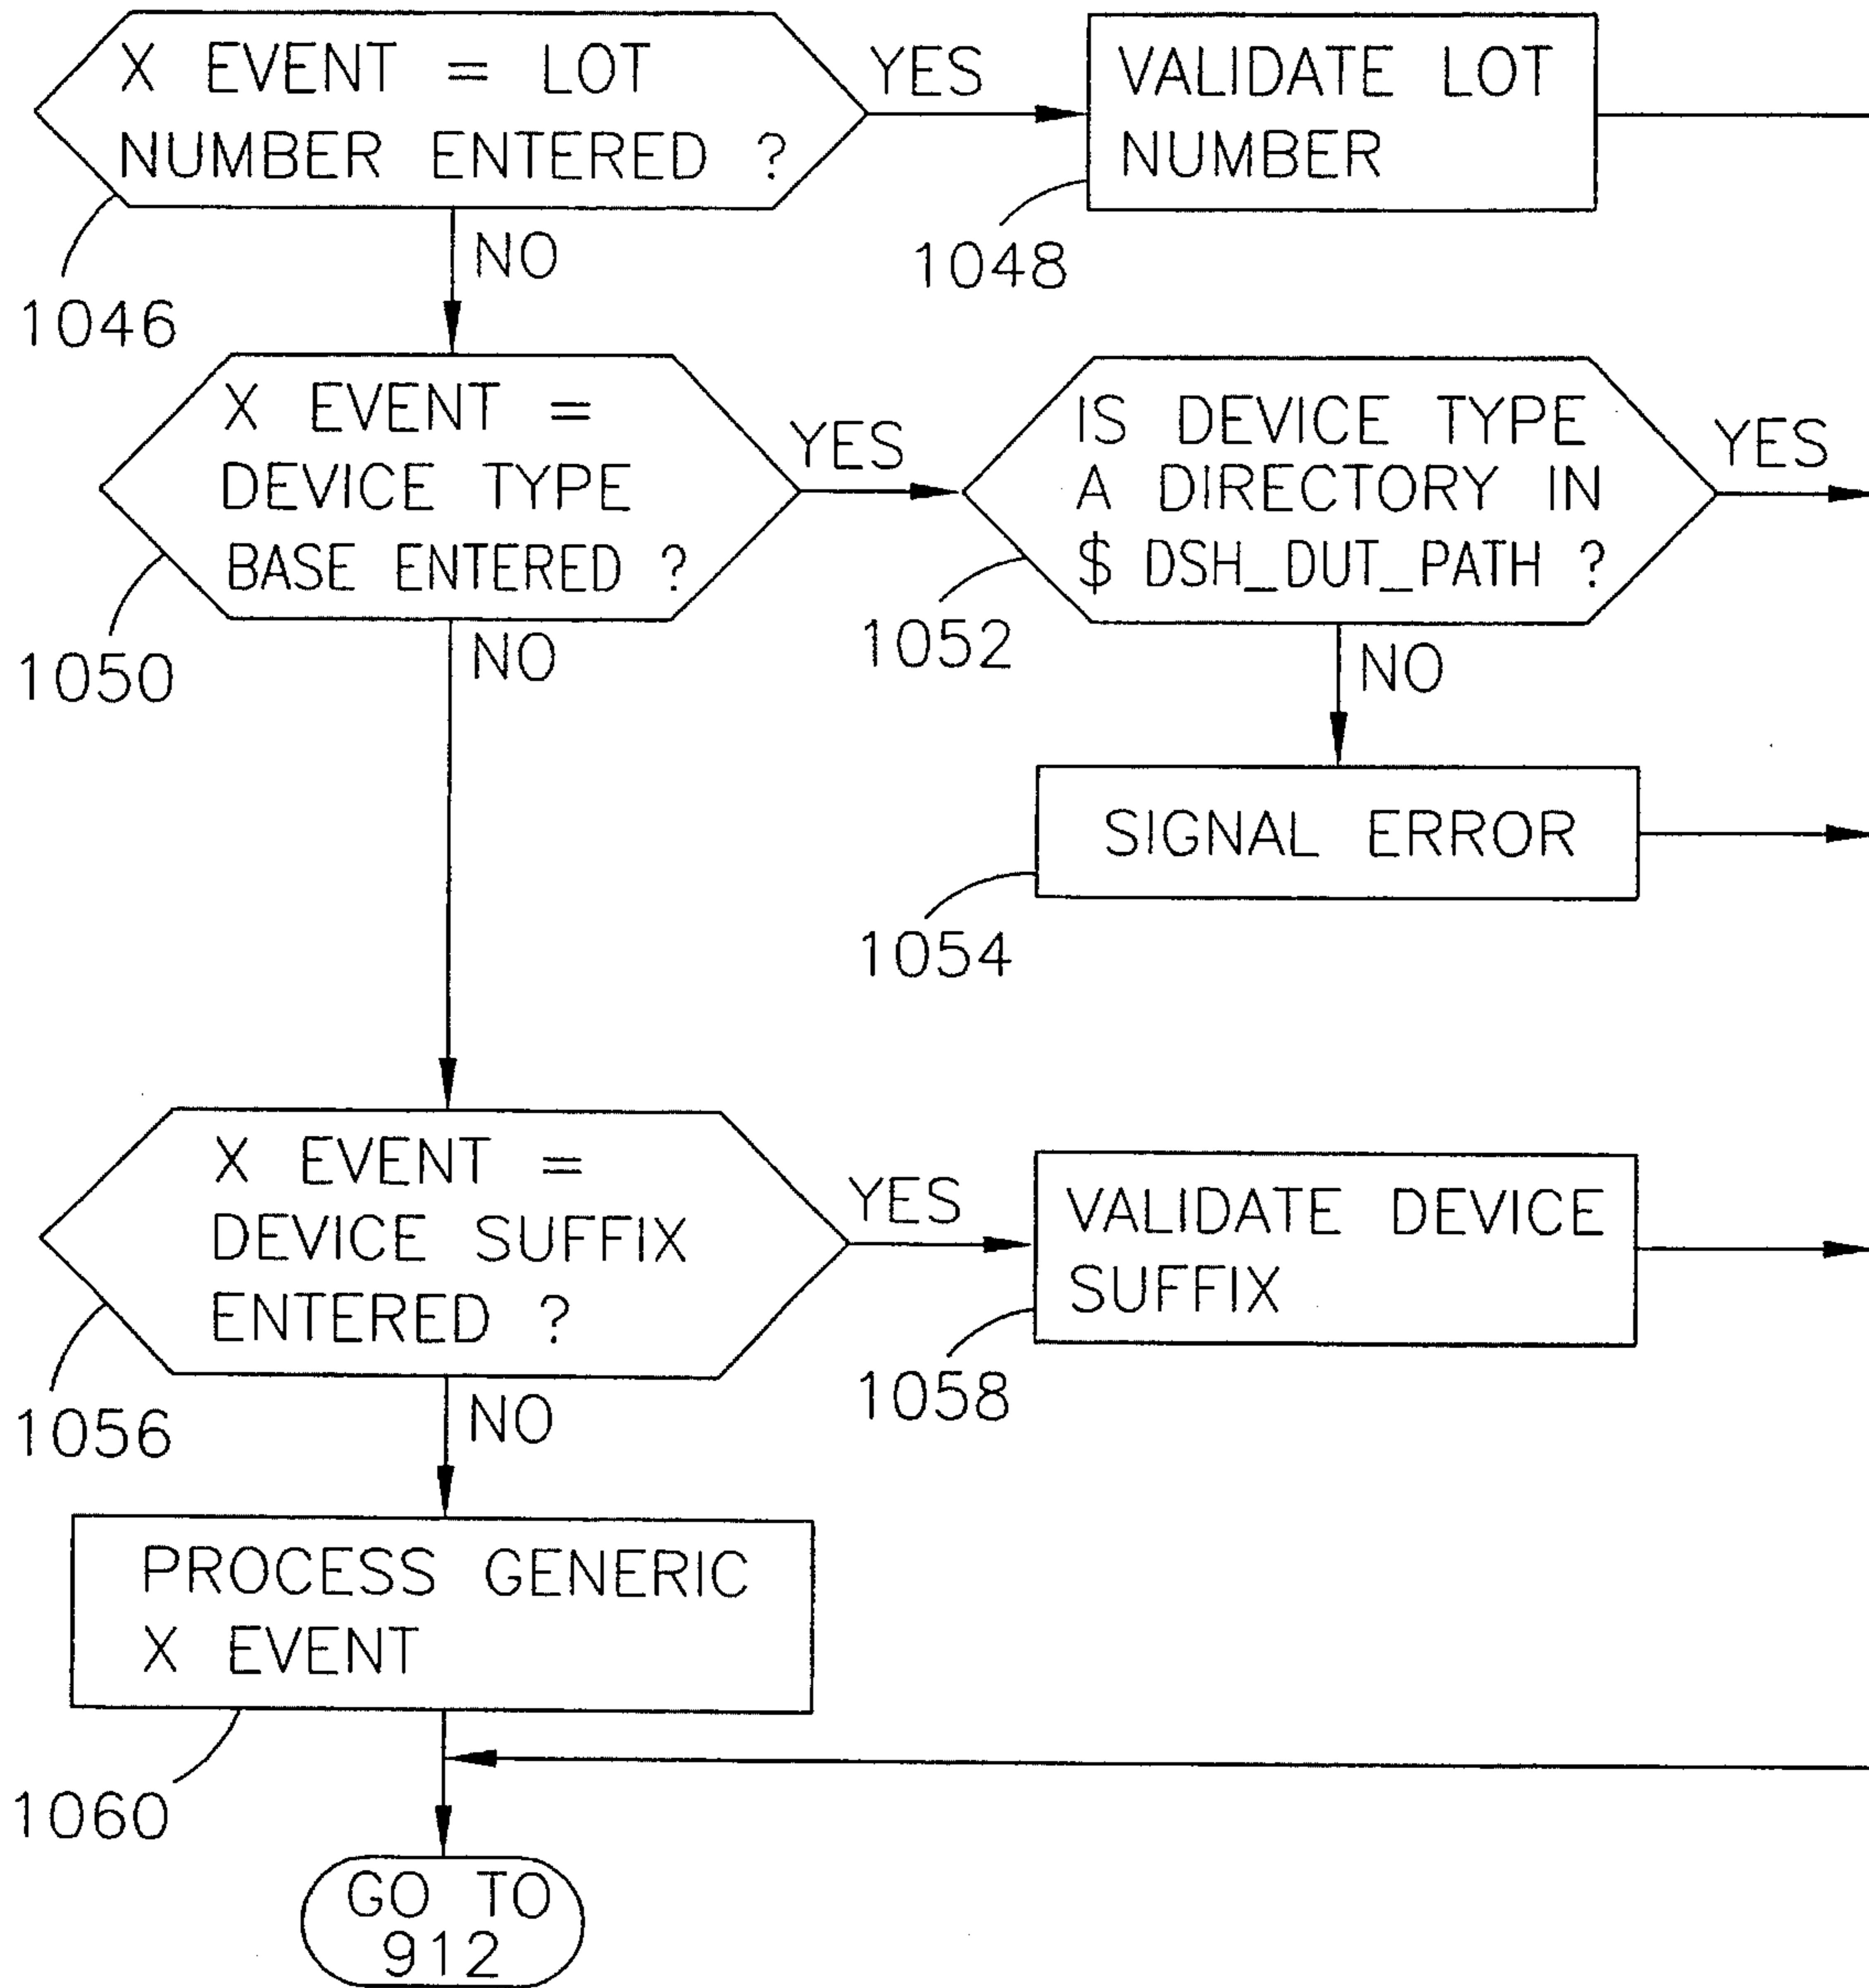 X EVENT = LOT
NUMBER ENTERED ?
YES
VALIDATE LOT
NUMBER
1046
NO
1048
X EVENT =
DEVICE TYPE
BASE ENTERED ?
YES
IS DEVICE TYPE
A DIRECTORY IN
$ DSH_DUT_PATH ?
YES
1050
NO
1052
NO
SIGNAL ERROR
1054
X EVENT =
DEVICE SUFFIX
ENTERED ?
YES
VALIDATE DEVICE
SUFFIX
1056
NO
1058
PROCESS GENERIC
X EVENT
1060
GO TO
912